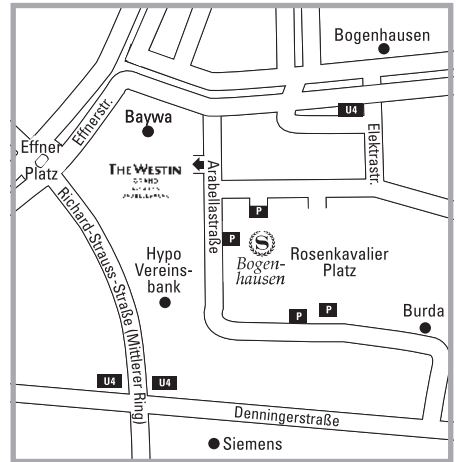 Bogenhausen
U4
Effnerstr.
Baywa
Elektrastr.
Effner
Platz
THE WESTIN
GRAND
Arabellastraße
Richard-Strauss-Straße (Mittlerer Ring)
P
P
S
Bogen-
hausen
Rosenkavalier
Platz
Hypo
Vereins-
bank
P
P
Burda
U4
U4
Denningerstraße
Siemens